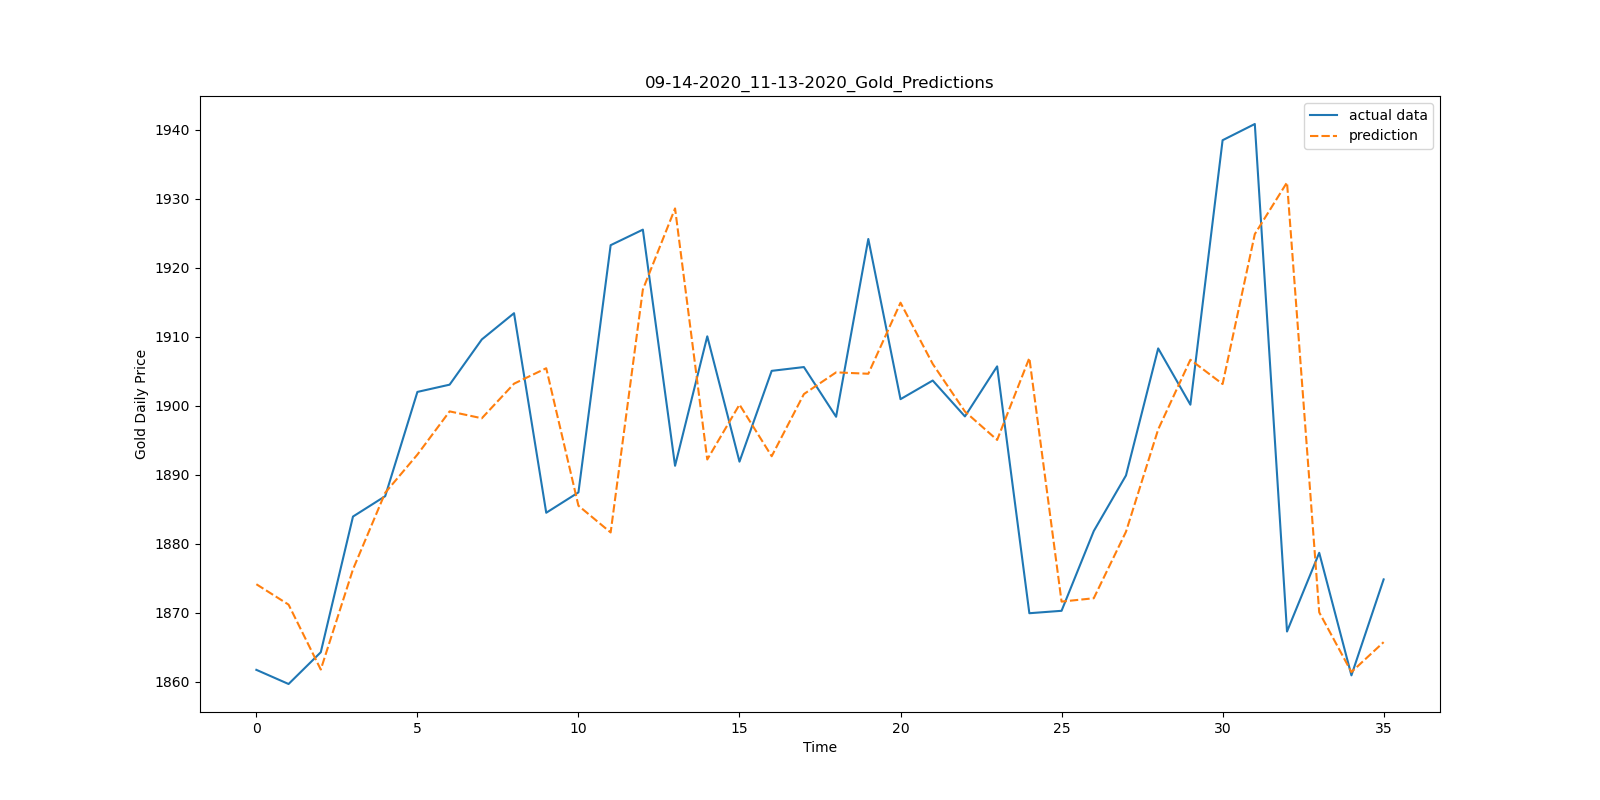 09-14-2020_11-13-2020_Gold_Predictions
actual data
prediction
Gold Daily Price
1940
1930
1920
1910
1900
1890
1880
1870
1860
0 5 10 15 20 25 30 35
Time